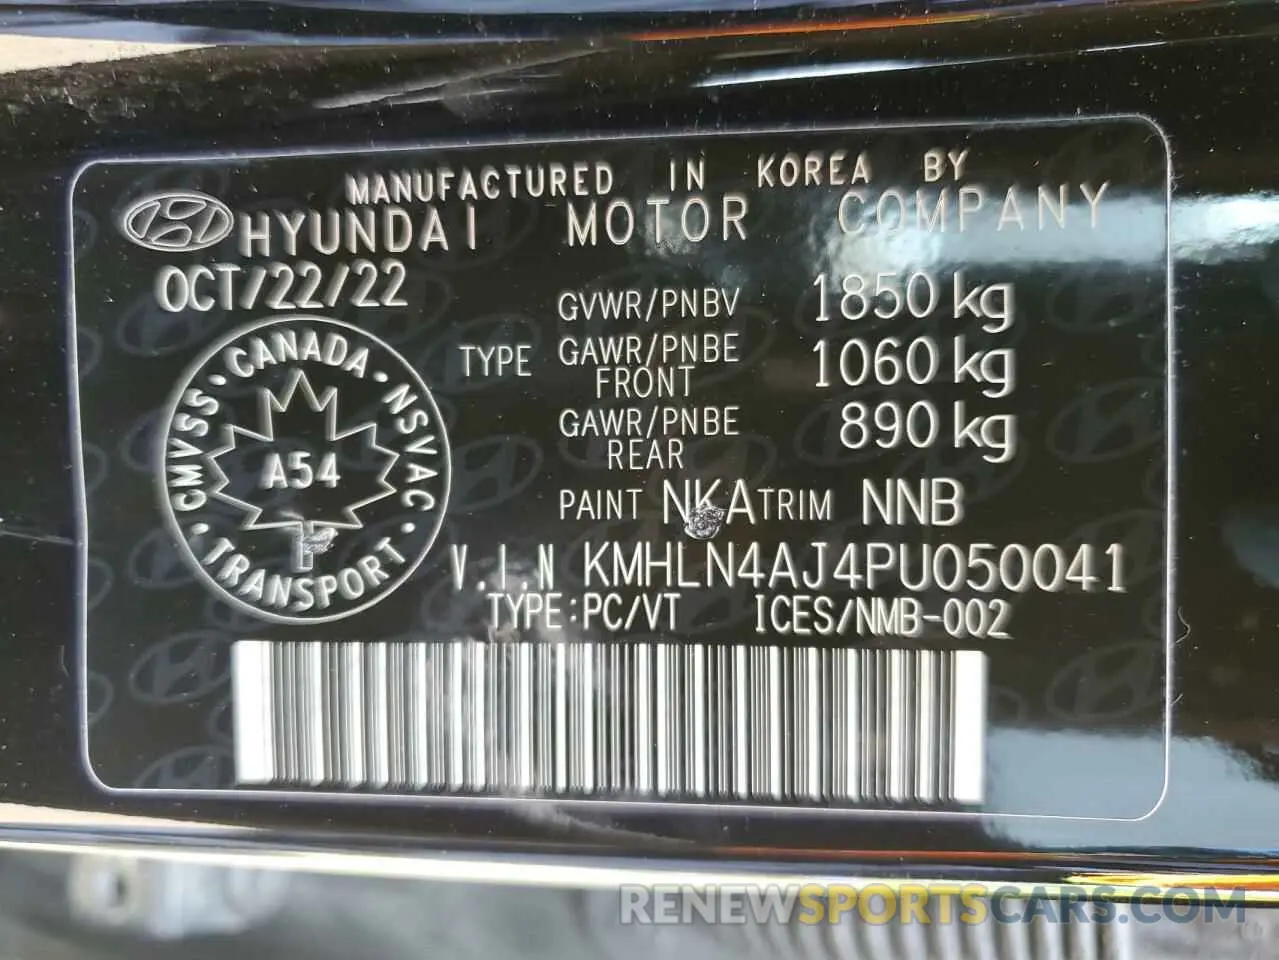 MANUFACTURED IN KOREA BY
HYUNDAI MOTOR COMPANY
OCT/22/22
GVWR/PNBV 1850 kg
TYPE GAWR/PNBE FRONT 1060 kg
GAWR/PNBE REAR 890 kg
CANADA · NSVAC · TRANSPORT · CMVSS ·
A54
PAINT NKA TRIM NNB
V.I.N KMHLN4AJ4PU050041
TYPE:PC/VT ICES/NMB-002
RENEWSPORTSCARS.COM